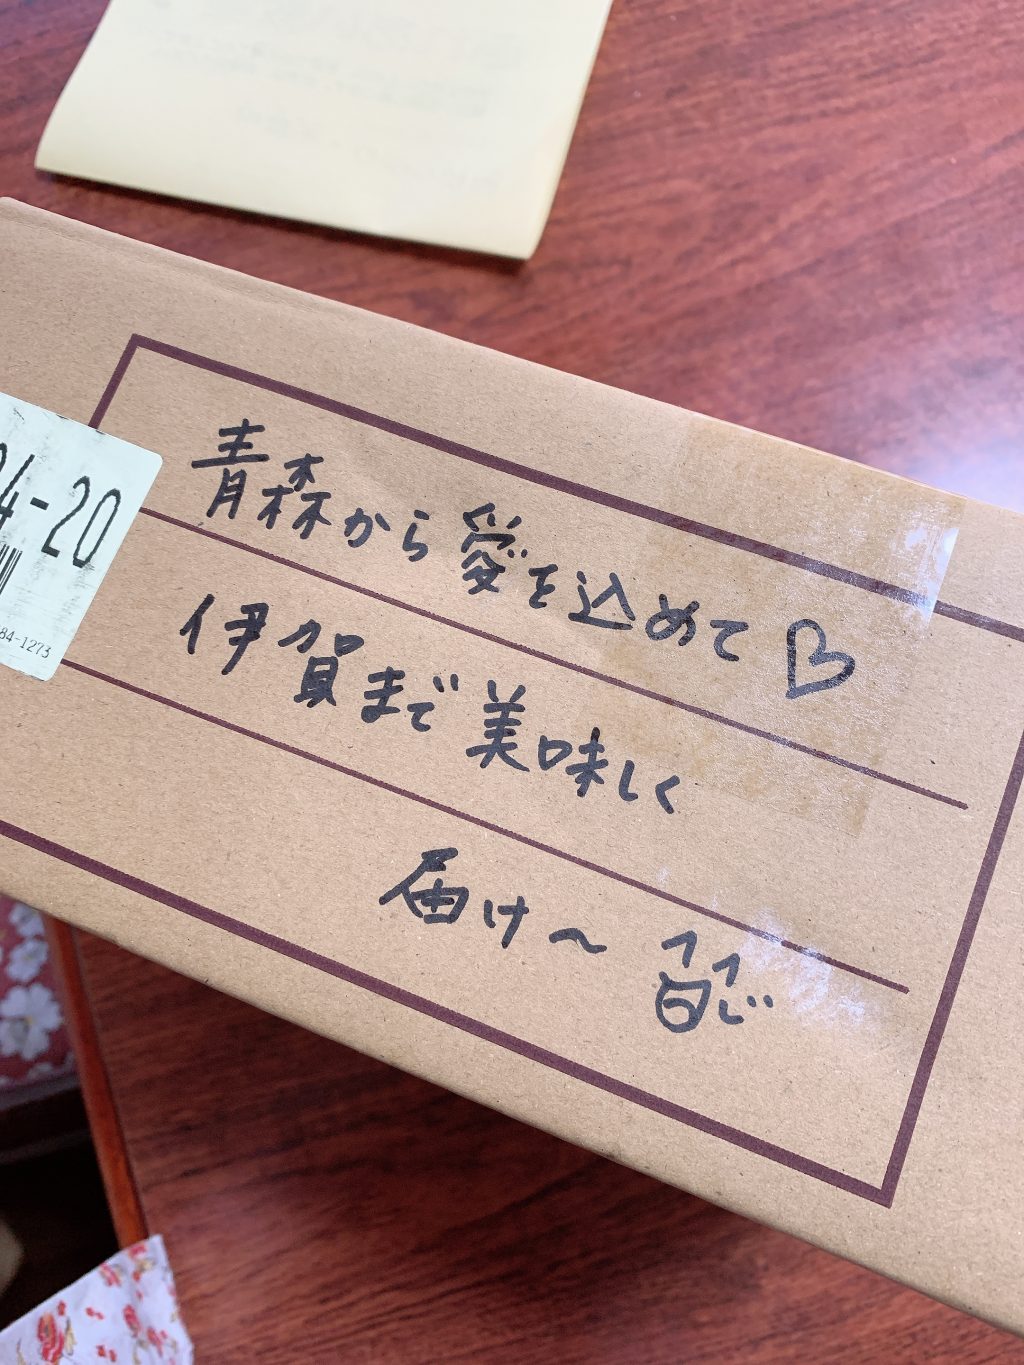 青森から愛を込めて♡
伊賀まで美味しく
届け〜
4-20
84-1273